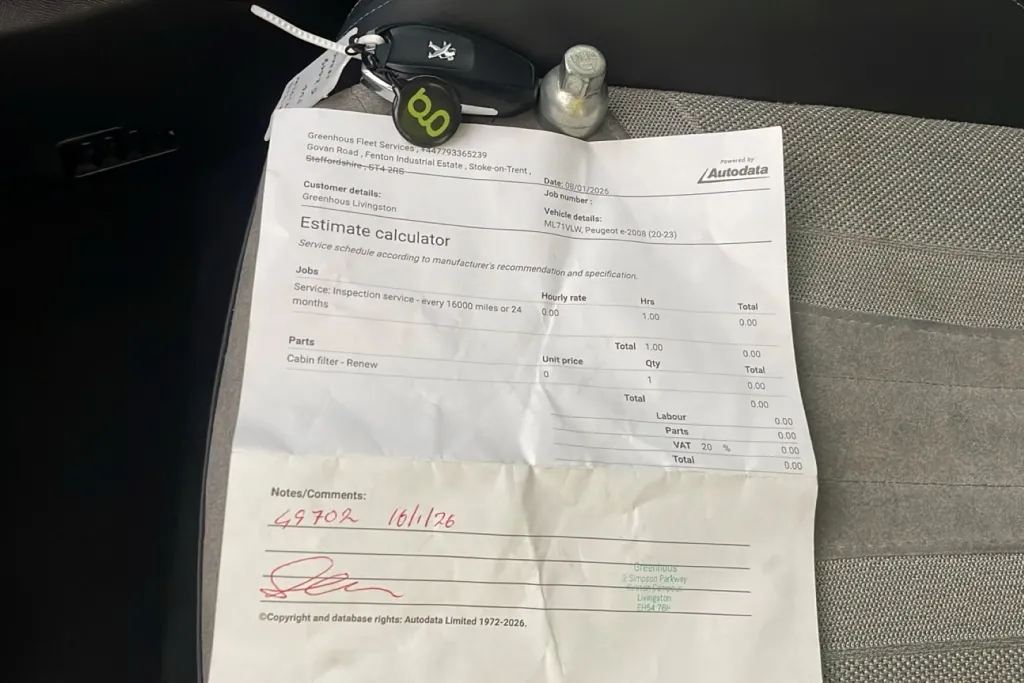 bo
Greenhous Fleet Services , +447793365239
Govan Road , Fenton Industrial Estate , Stoke-on-Trent ,
Staffordshire , ST4 2RS
Powered by
Autodata
Date: 08/01/2026
Job number :
Customer details:
Greenhous Livingston
Vehicle details:
ML71VLW, Peugeot e-2008 (20-23)
Estimate calculator
Service schedule according to manufacturer's recommendation and specification.
Jobs Hourly rate Hrs Total
Service: Inspection service - every 16000 miles or 24 0.00 1.00 0.00
months
Total 1.00 0.00
Parts Unit price Qty Total
Cabin filter - Renew 0 1 0.00
Total 0.00
Labour 0.00
Parts 0.00
VAT 20 % 0.00
Total 0.00
Notes/Comments:
49702 16/1/26
Greenhous
Simpson Parkway
Livingston
EH54 7BH
©Copyright and database rights: Autodata Limited 1972-2026.